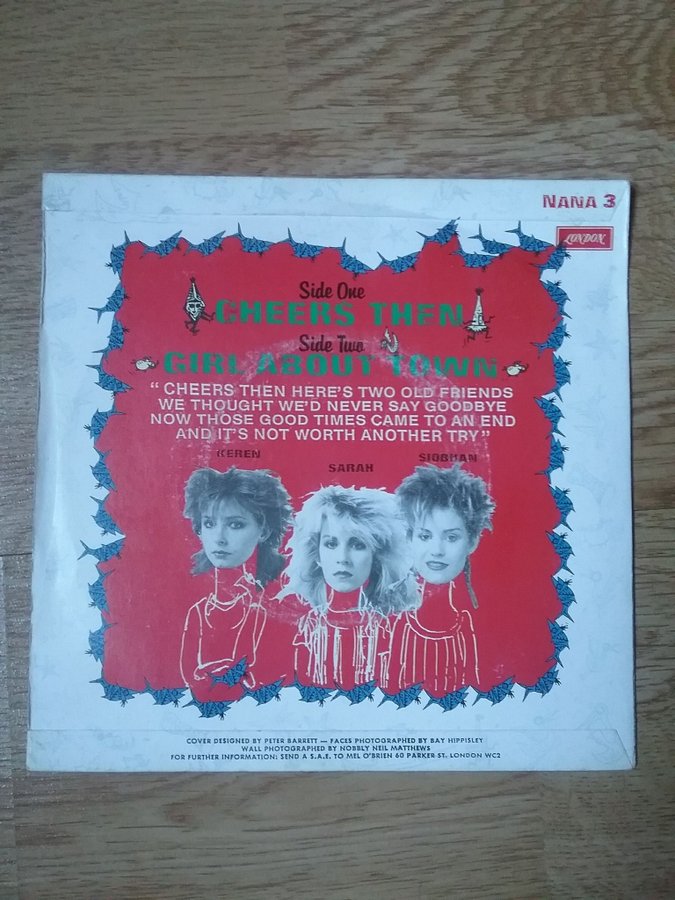 NANA 3
LONDON
Side One
CHEERS THEN
Side Two
GIRL ABOUT TOWN
“ CHEERS THEN HERE'S TWO OLD FRIENDS
WE THOUGHT WE'D NEVER SAY GOODBYE
NOW THOSE GOOD TIMES CAME TO AN END
AND IT'S NOT WORTH ANOTHER TRY ”
KEREN
SARAH
SIOBHAN
COVER DESIGNED BY PETER BARRETT — FACES PHOTOGRAPHED BY BAY HIPPISLEY
WALL PHOTOGRAPHED BY NOBBLY NEIL MATTHEWS
FOR FURTHER INFORMATION: SEND A S.A.E. TO MEL O'BRIEN 60 PARKER ST. LONDON WC2